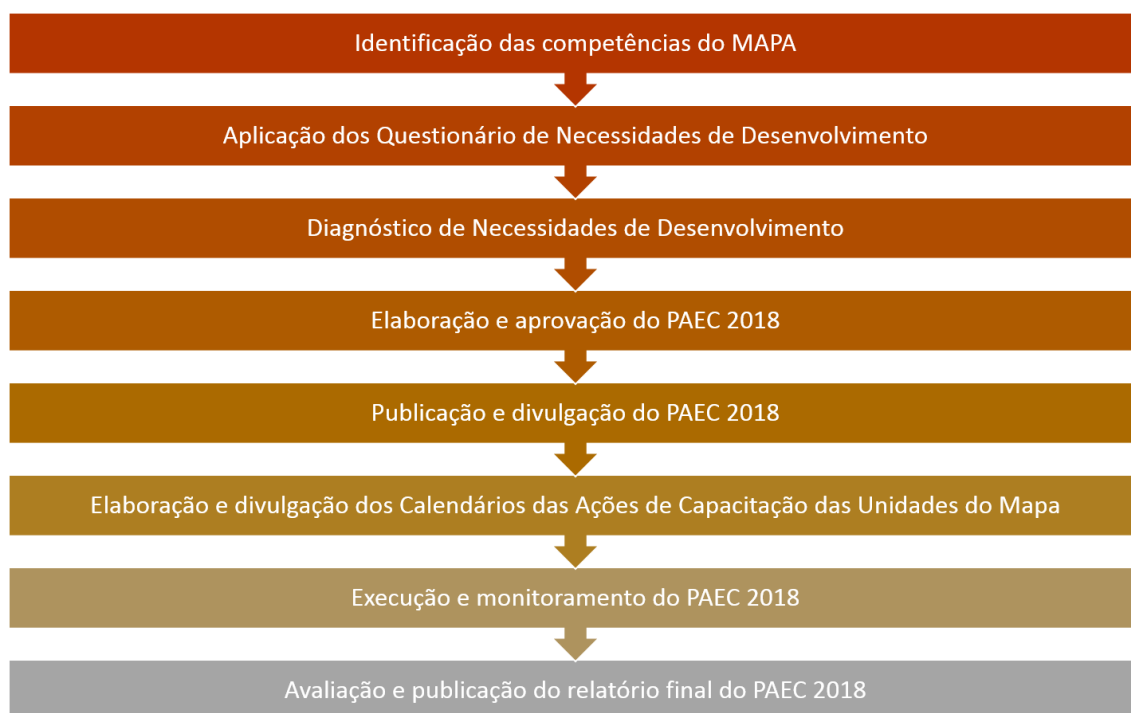 Identificação das competências do MAPA
Aplicação dos Questionário de Necessidades de Desenvolvimento
Diagnóstico de Necessidades de Desenvolvimento
Elaboração e aprovação do PAEC 2018
Publicação e divulgação do PAEC 2018
Elaboração e divulgação dos Calendários das Ações de Capacitação das Unidades do Mapa
Execução e monitoramento do PAEC 2018
Avaliação e publicação do relatório final do PAEC 2018